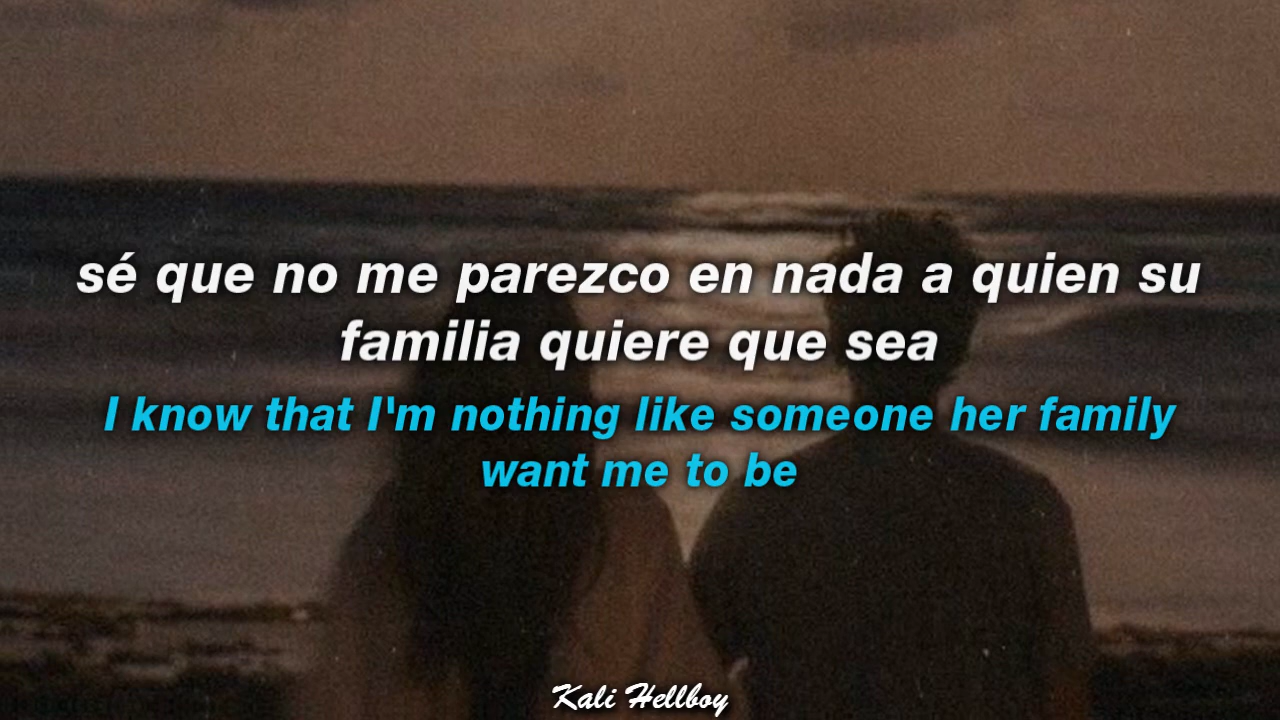 sé que no me parezco en nada a quien su
familia quiere que sea
I know that I'm nothing like someone her family
want me to be
Kali Hellboy